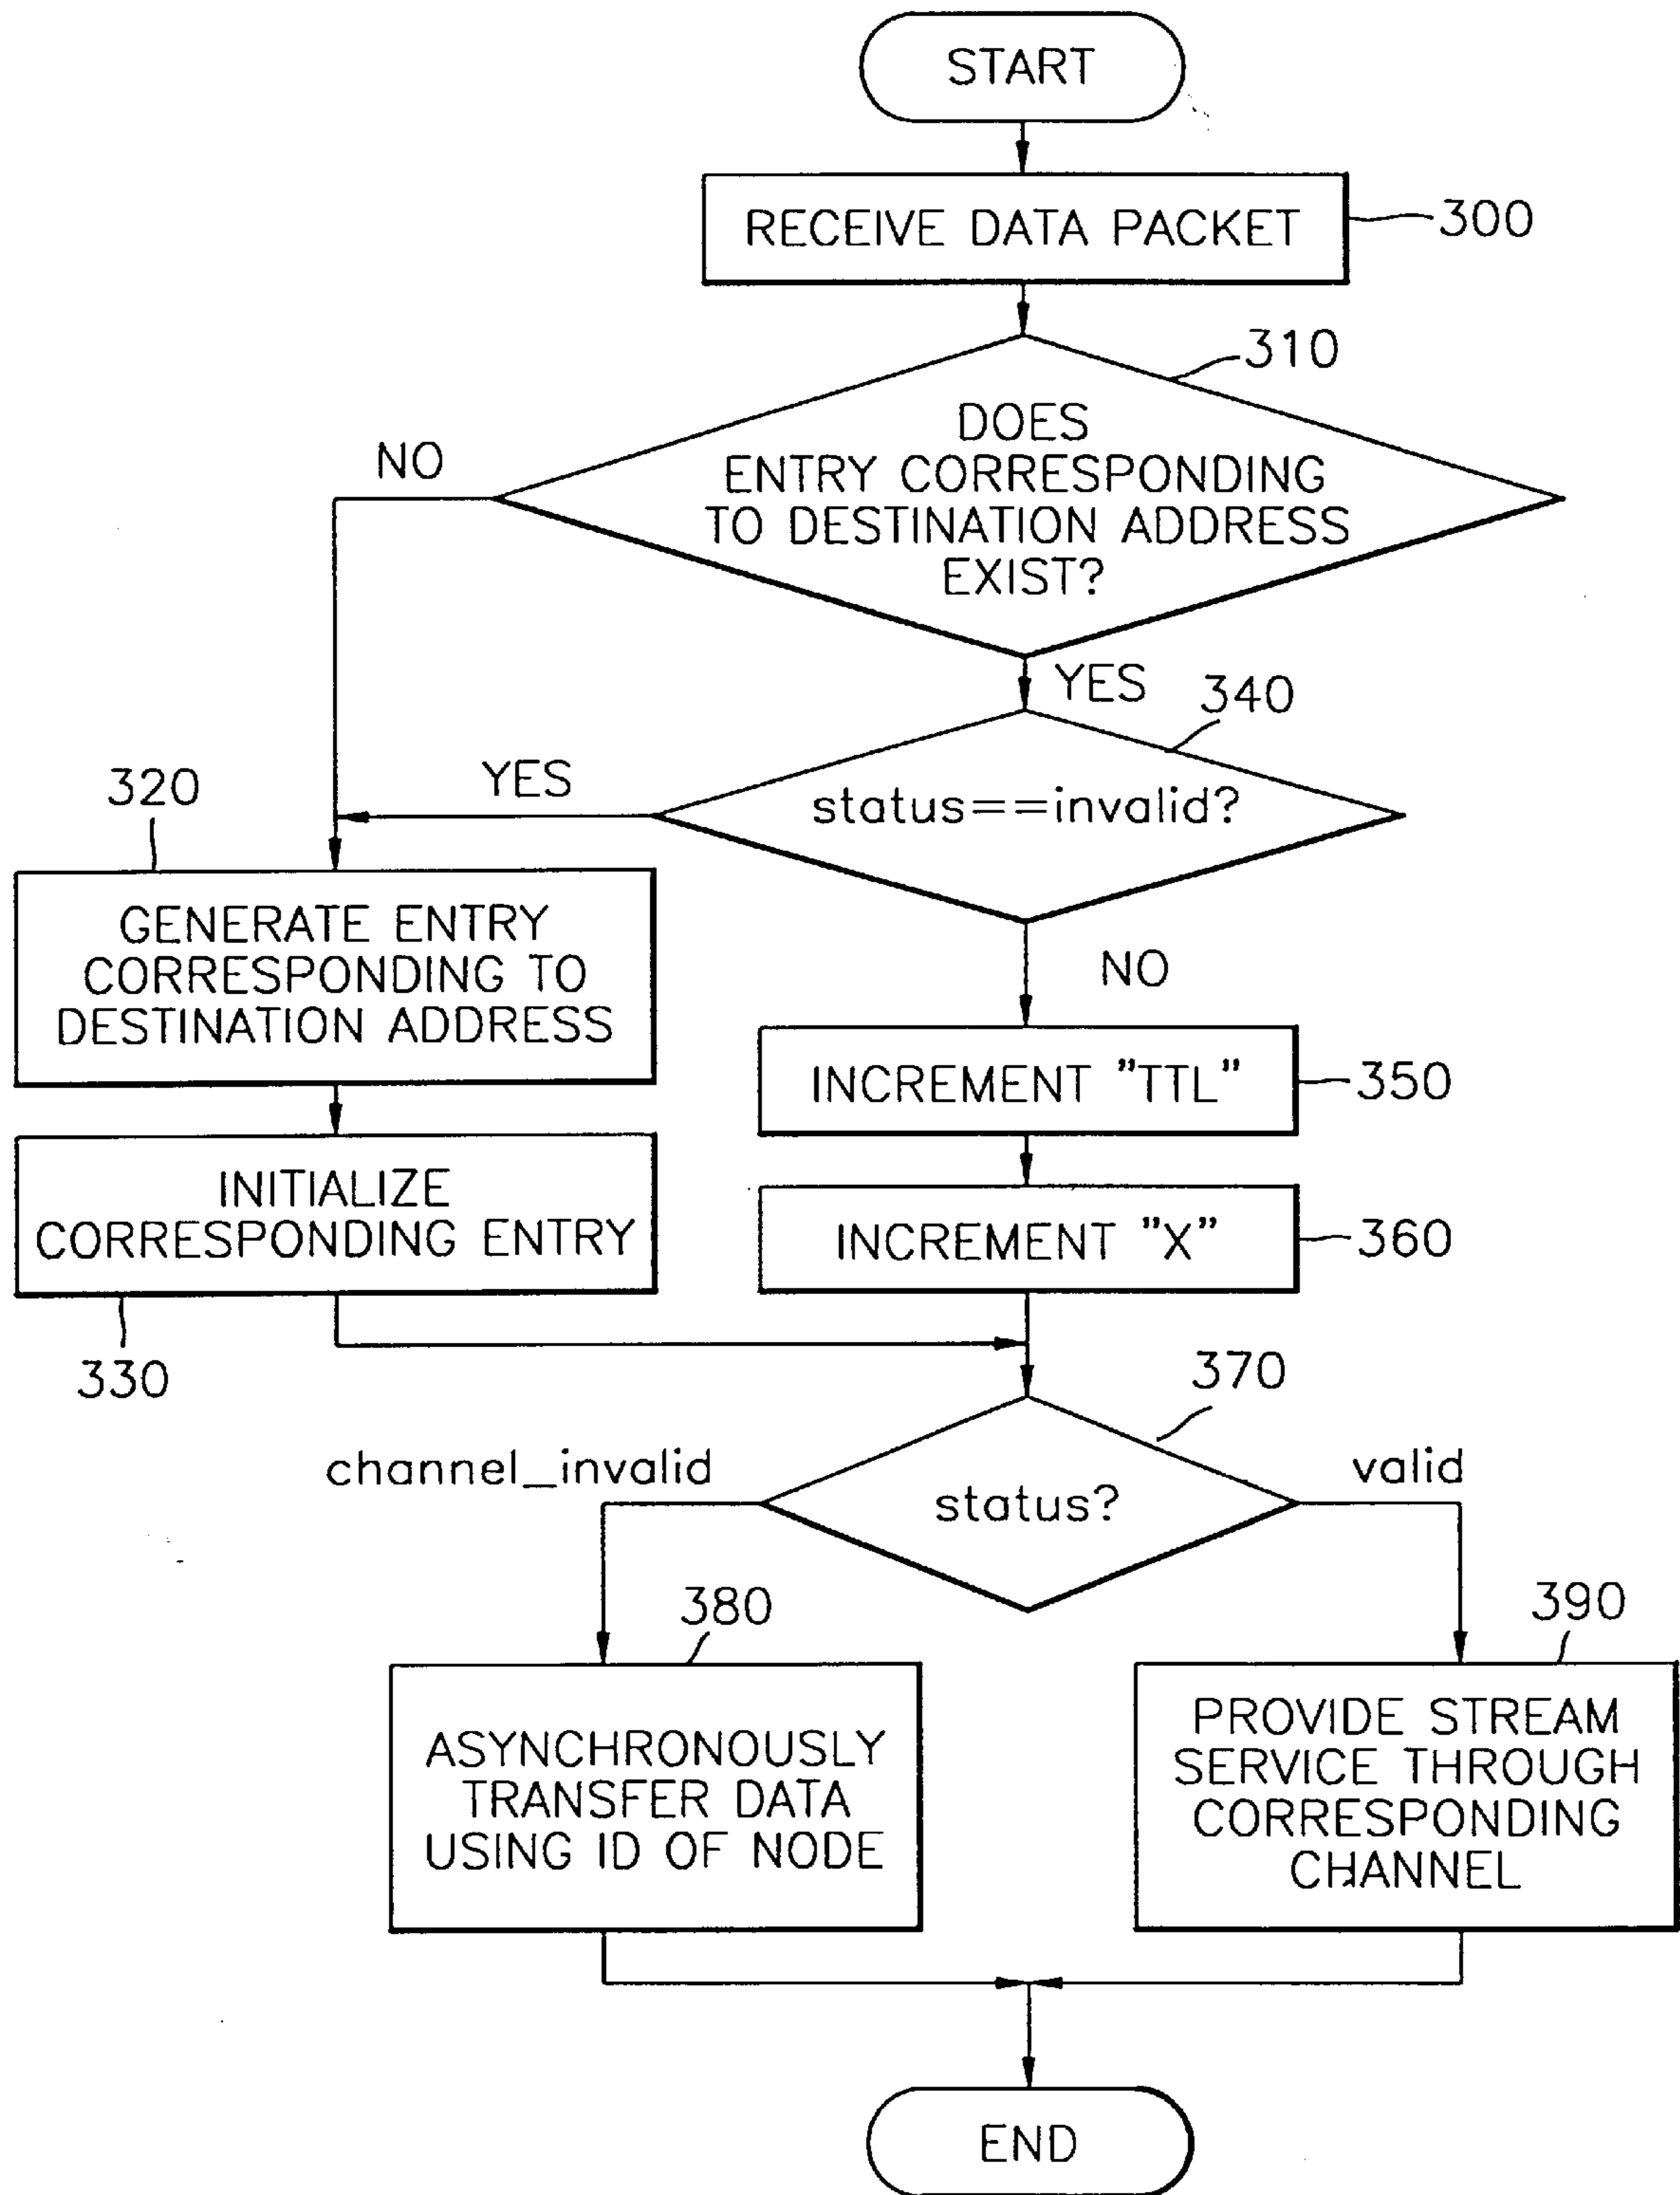 START
RECEIVE DATA PACKET
300
310
DOES
ENTRY CORRESPONDING
TO DESTINATION ADDRESS
EXIST?
NO
YES
340
status==invalid?
YES
320
GENERATE ENTRY
CORRESPONDING TO
DESTINATION ADDRESS
NO
INCREMENT "TTL"
350
INITIALIZE
CORRESPONDING ENTRY
330
INCREMENT "X"
360
370
status?
channel_invalid
valid
380
ASYNCHRONOUSLY
TRANSFER DATA
USING ID OF NODE
390
PROVIDE STREAM
SERVICE THROUGH
CORRESPONDING
CHANNEL
END